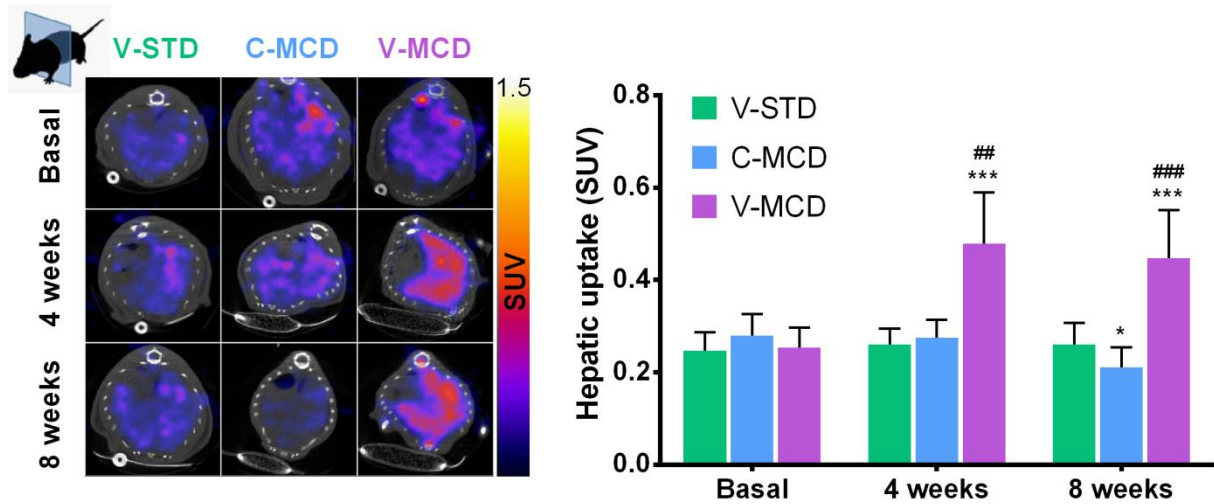 V-STD C-MCD V-MCD
Basal
4 weeks
8 weeks
1.5
SUV
Hepatic uptake (SUV)
0.8
0.6
0.4
0.2
0.0
V-STD
C-MCD
V-MCD
##
***
###
***
*
Basal 4 weeks 8 weeks